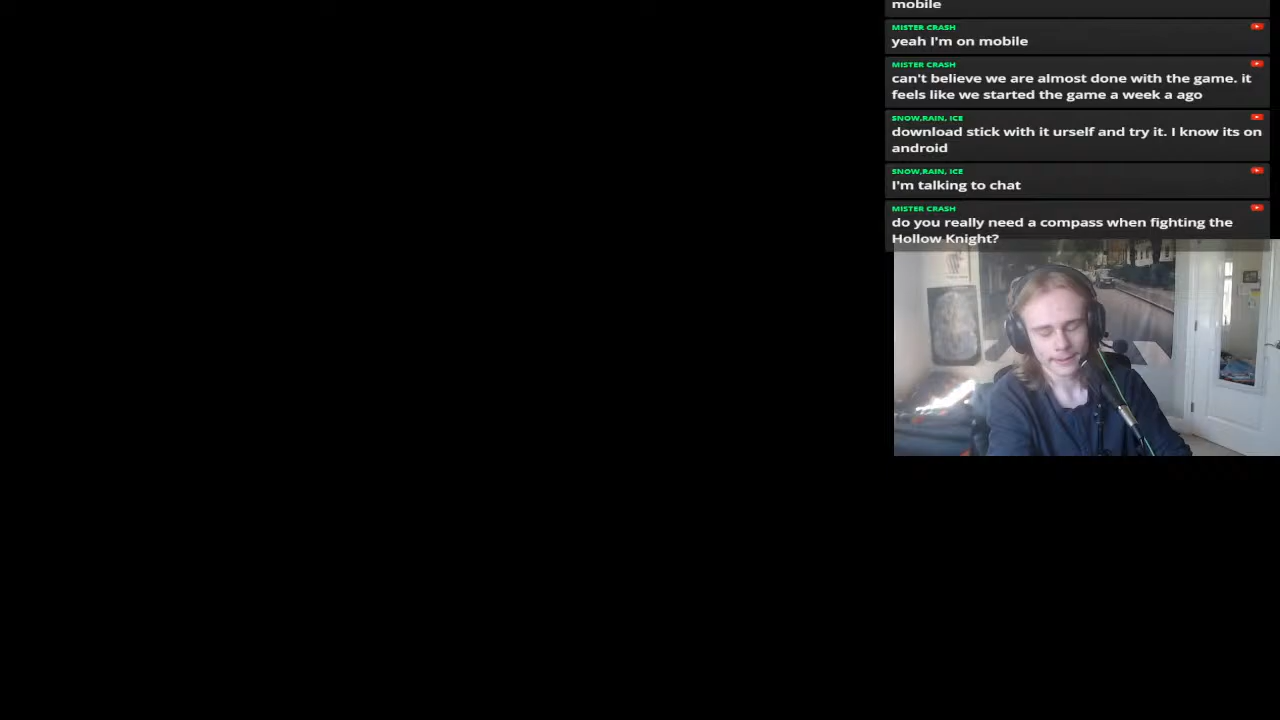 mobile
MISTER CRASH
yeah I'm on mobile
MISTER CRASH
can't believe we are almost done with the game. it
feels like we started the game a week a ago
SNOW,RAIN, ICE
download stick with it urself and try it. I know its on
android
SNOW,RAIN, ICE
I'm talking to chat
MISTER CRASH
do you really need a compass when fighting the
Hollow Knight?